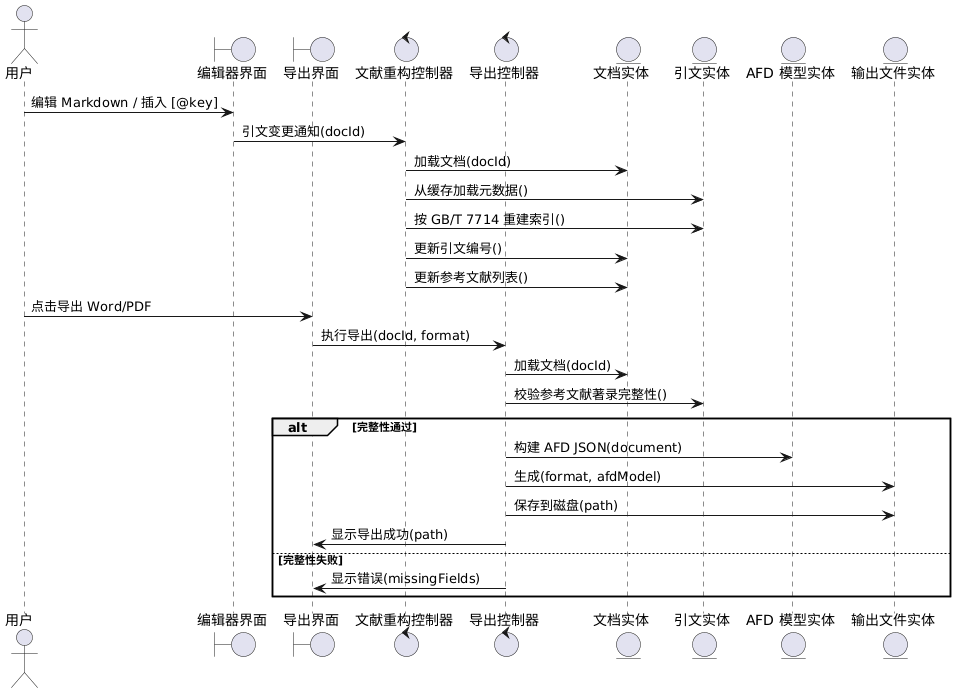 用户
编辑器界面
导出界面
文献重构控制器
导出控制器
文档实体
引文实体
AFD 模型实体
输出文件实体
编辑 Markdown / 插入 [@key]
引文变更通知(docId)
加载文档(docId)
从缓存加载元数据()
按 GB/T 7714 重建索引()
更新引文编号()
更新参考文献列表()
点击导出 Word/PDF
执行导出(docId, format)
加载文档(docId)
校验参考文献著录完整性()
alt
[完整性通过]
构建 AFD JSON(document)
生成(format, afdModel)
保存到磁盘(path)
显示导出成功(path)
[完整性失败]
显示错误(missingFields)
用户
编辑器界面
导出界面
文献重构控制器
导出控制器
文档实体
引文实体
AFD 模型实体
输出文件实体